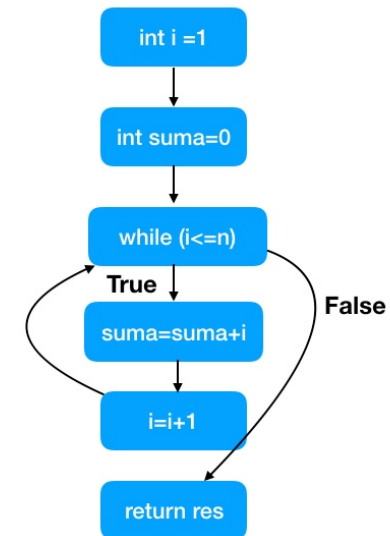 int i =1
int suma=0
while (i<=n)
True
False
suma=suma+i
i=i+1
return res